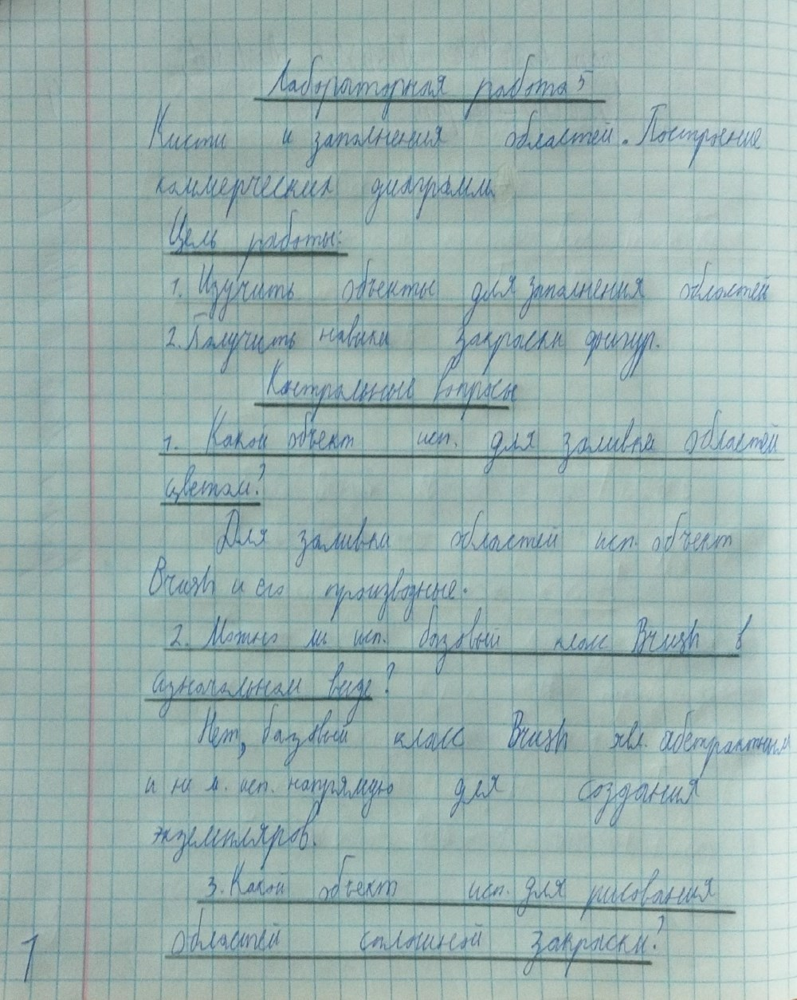 Лабораторная работа 5
Кисти и заполнения областей. Построение
коммерческих диаграмм
Цель работы:
1. Изучить объекты для заполнения областей
2. Получить навыки закраски фигур.
Контрольные вопросы
1. Какой объект исп. для заливки областей
цветом?
Для заливки областей исп. объект
Brush и его производные.
2. Можно ли исп. базовый класс Brush в
изначальном виде?
Нет, базовый класс Brush явл. абстрактным
и не м. исп. напрямую для создания
экземпляров.
3. Какой объект исп. для рисования
областей сплошной закраски?
1